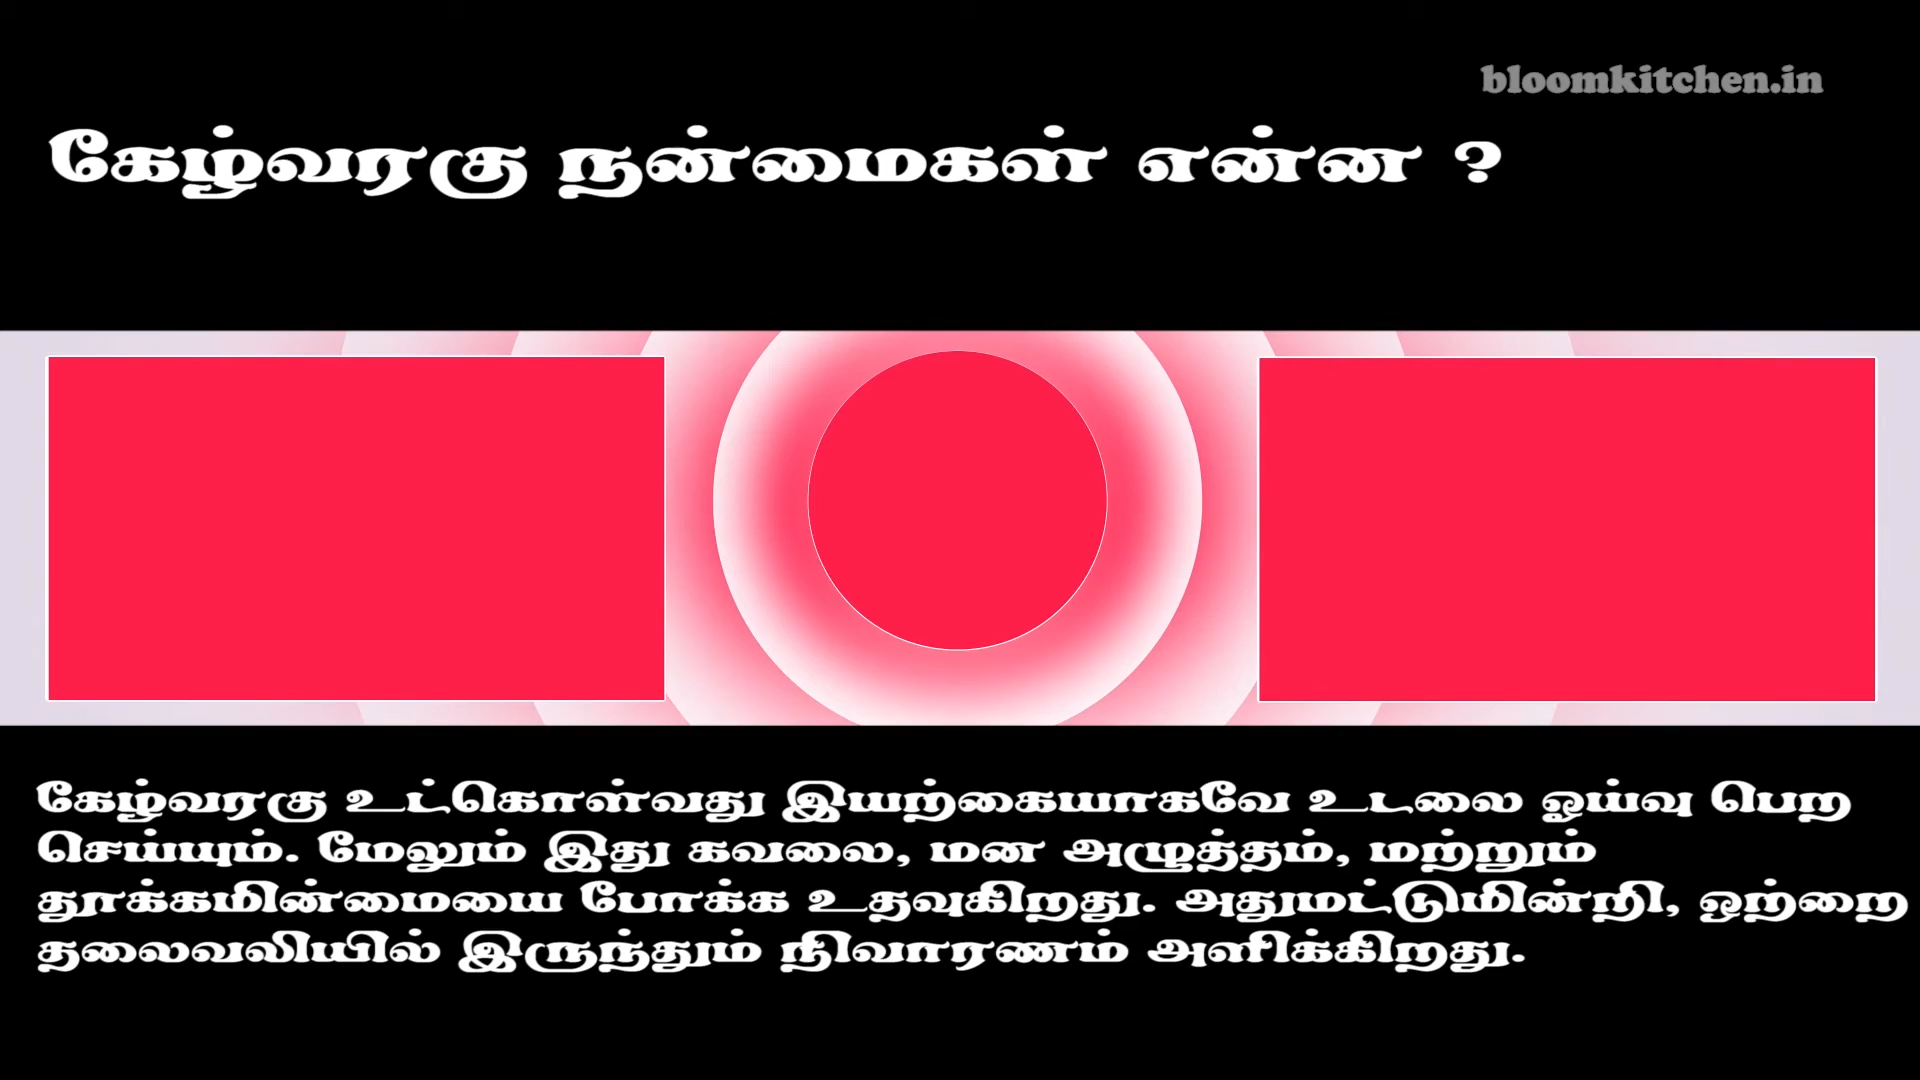 bloomkitchen.in
கேழ்வரகு நன்மைகள் என்ன ?
கேழ்வரகு உட்கொள்வது இயற்கையாகவே உடலை ஓய்வு பெற
செய்யும். மேலும் இது கவலை, மன அழுத்தம், மற்றும்
தூக்கமின்மையை போக்க உதவுகிறது. அதுமட்டுமின்றி, ஒற்றை
தலைவலியில் இருந்தும் நிவாரணம் அளிக்கிறது.